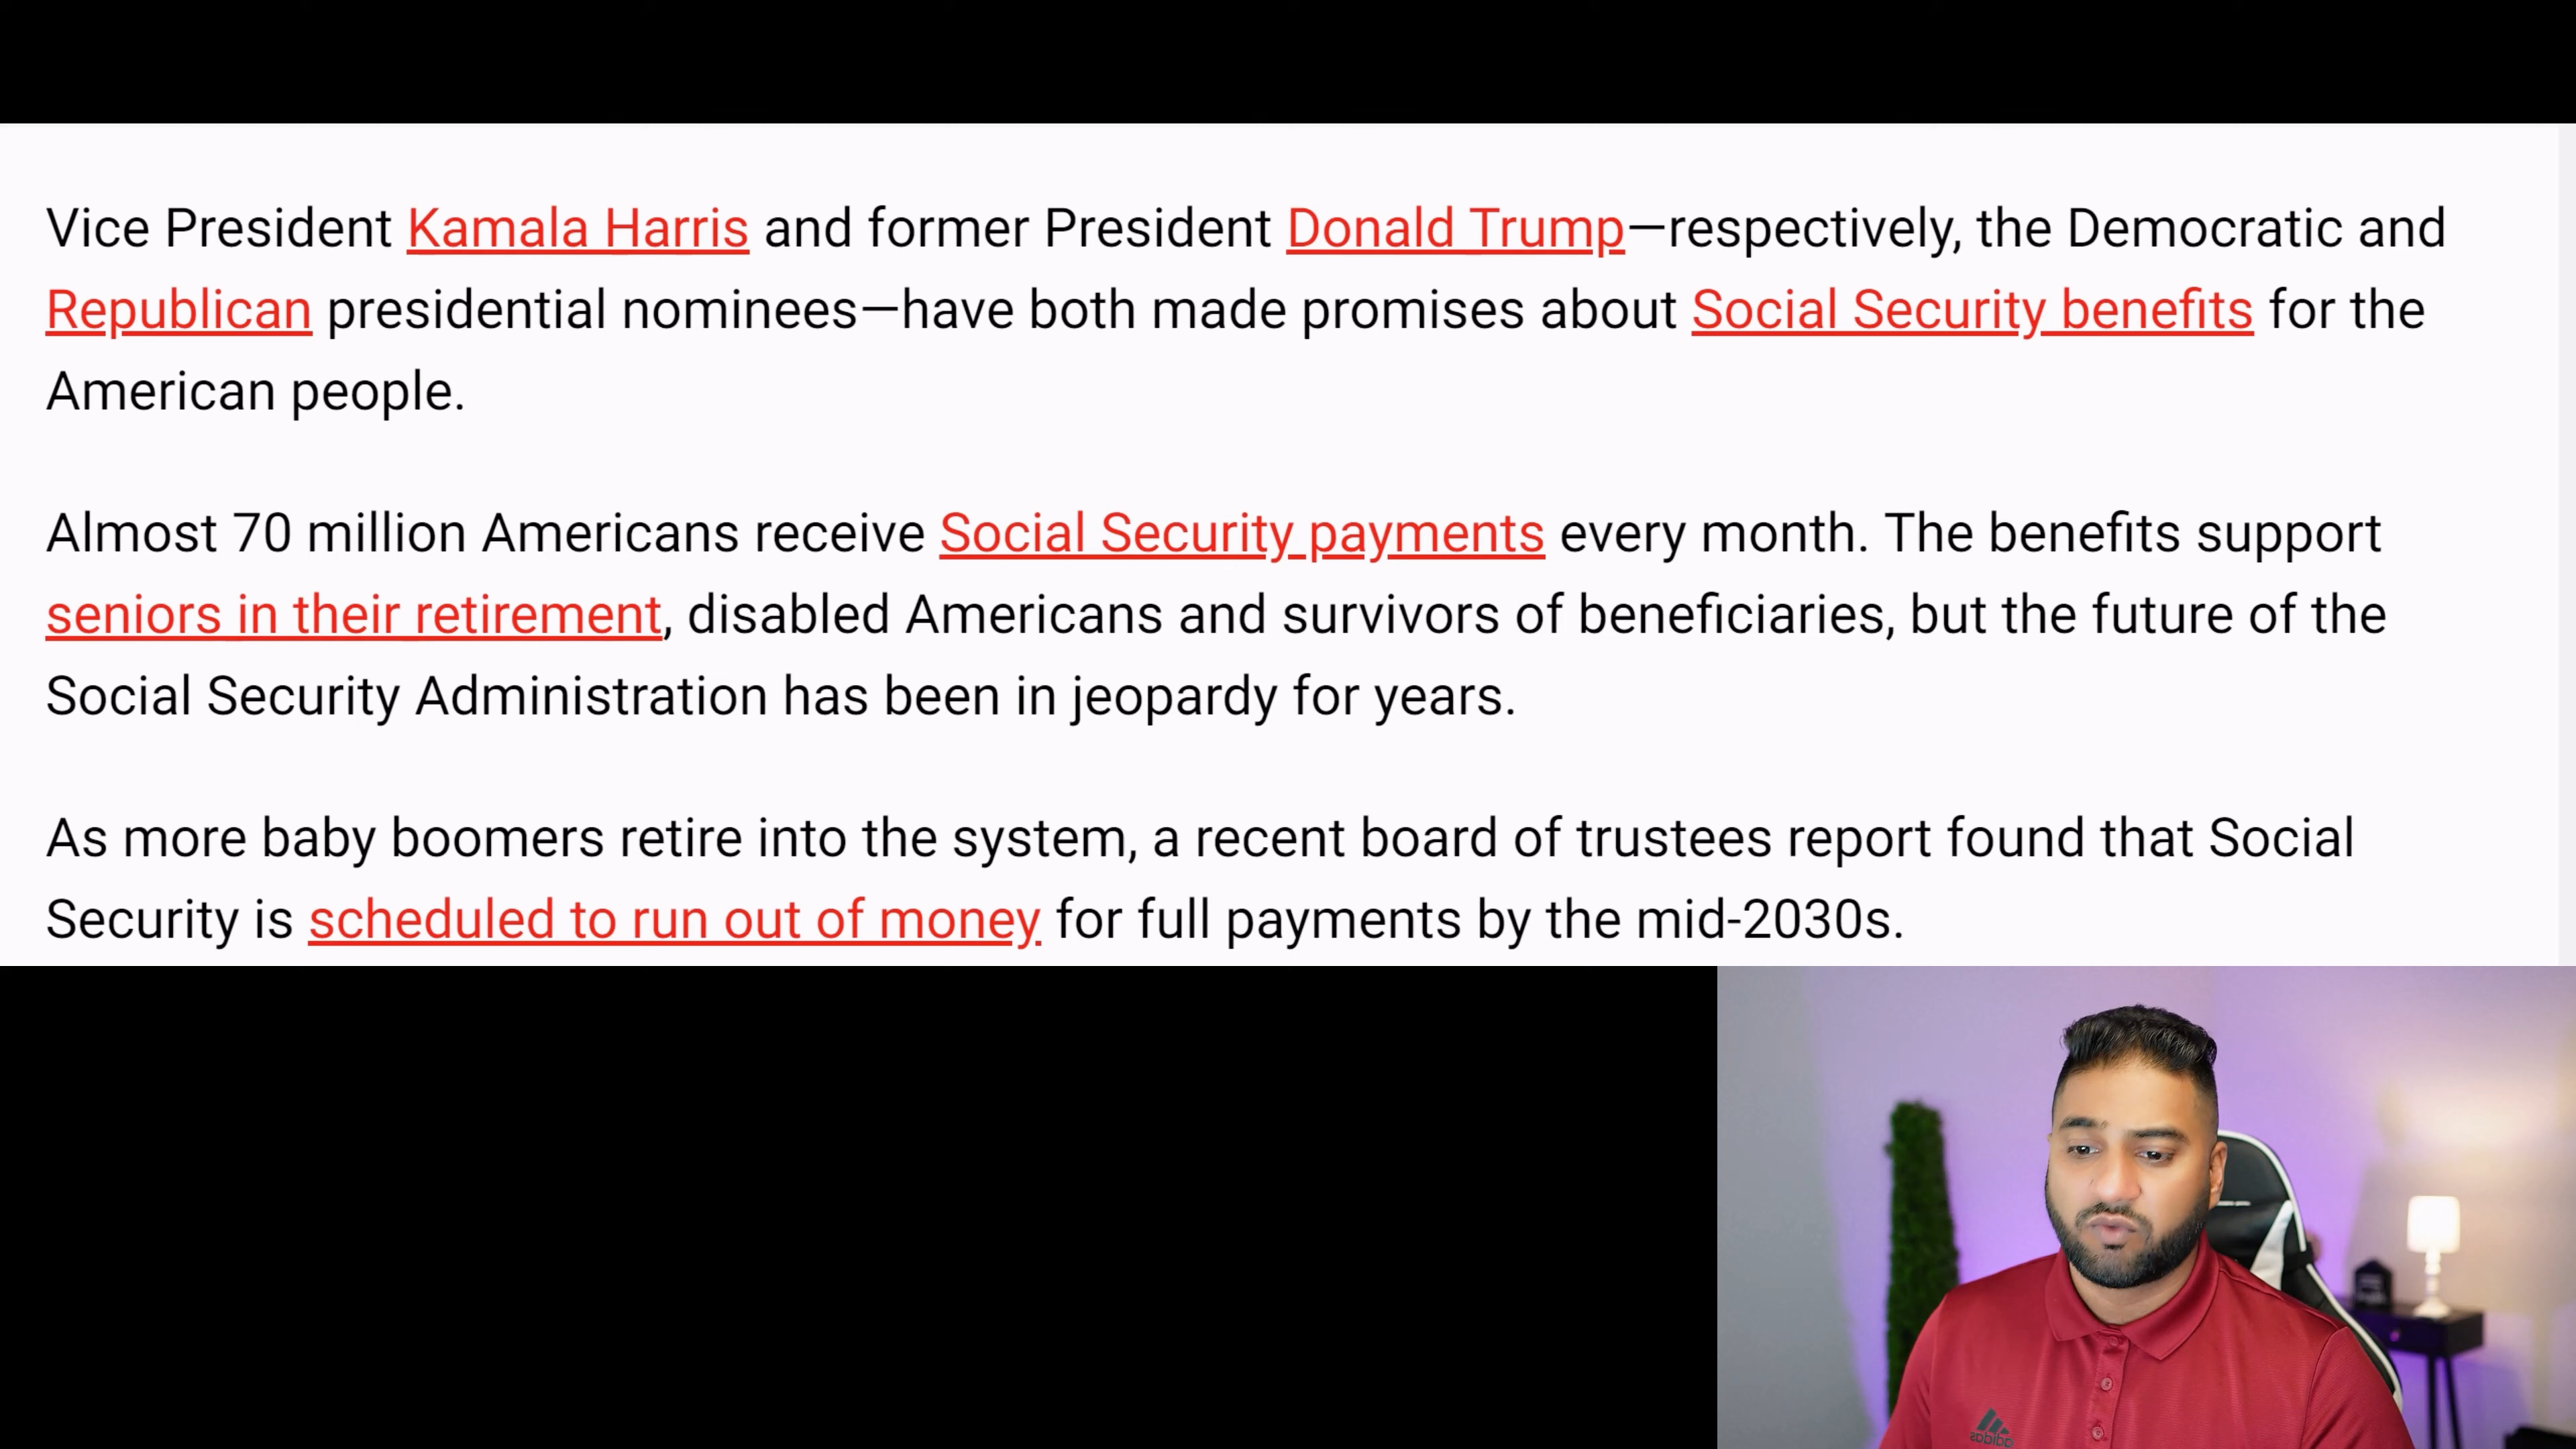 Vice President Kamala Harris and former President Donald Trump—respectively, the Democratic and
Republican presidential nominees—have both made promises about Social Security benefits for the
American people.
Almost 70 million Americans receive Social Security payments every month. The benefits support
seniors in their retirement, disabled Americans and survivors of beneficiaries, but the future of the
Social Security Administration has been in jeopardy for years.
As more baby boomers retire into the system, a recent board of trustees report found that Social
Security is scheduled to run out of money for full payments by the mid-2030s.
adidas